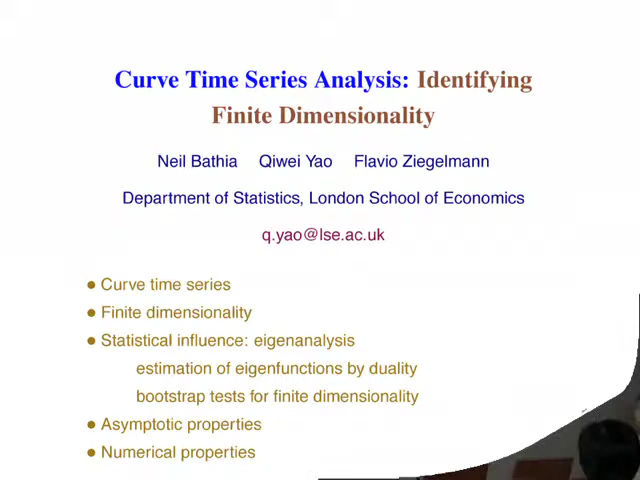 Curve Time Series Analysis: Identifying
Finite Dimensionality
Neil Bathia Qiwei Yao Flavio Ziegelmann
Department of Statistics, London School of Economics
q.yao@lse.ac.uk
● Curve time series
● Finite dimensionality
● Statistical influence: eigenanalysis
estimation of eigenfunctions by duality
bootstrap tests for finite dimensionality
● Asymptotic properties
● Numerical properties